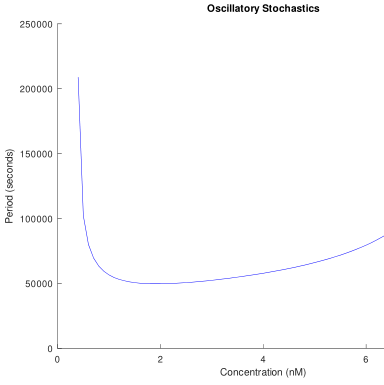 Oscillatory Stochastics
250000
200000
150000
100000
50000
0
Period (seconds)
0 2 4 6
Concentration (nM)